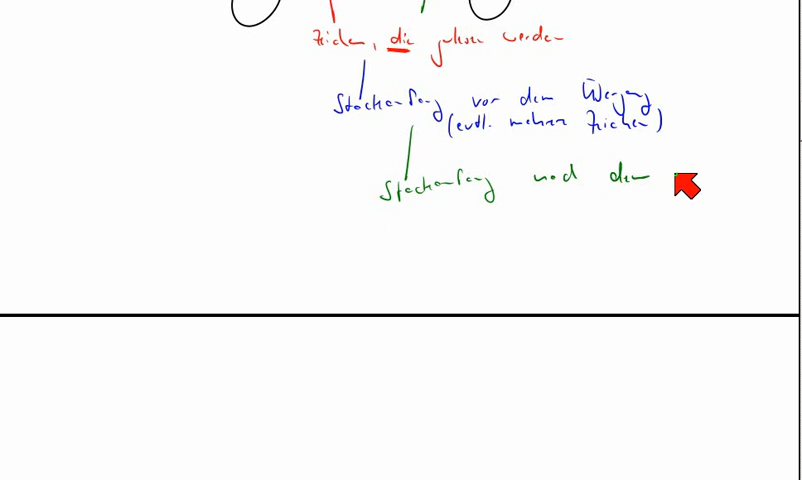 Zeichen, die gelesen werden
Stackanfang vor dem Übergang
(evtl. mehrere Zeichen)
Stackanfang nach dem